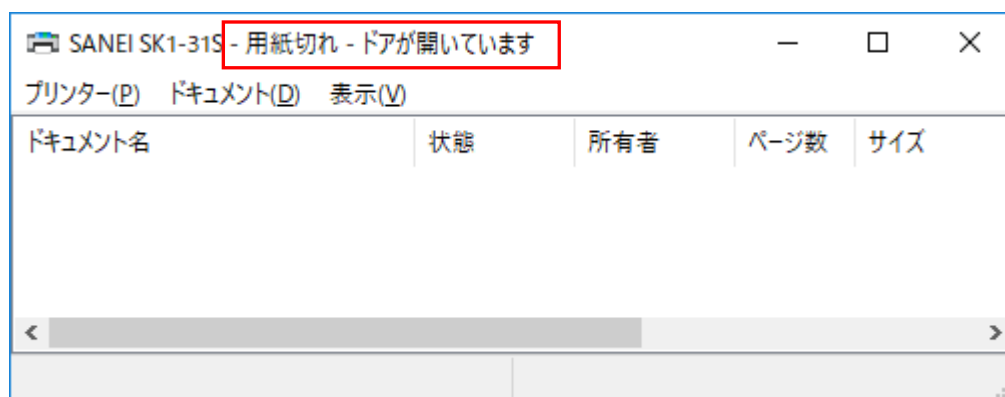 SANEI SK1-31S - 用紙切れ - ドアが開いています
プリンター(P) ドキュメント(D) 表示(V)
ドキュメント名 状態 所有者 ページ数 サイズ